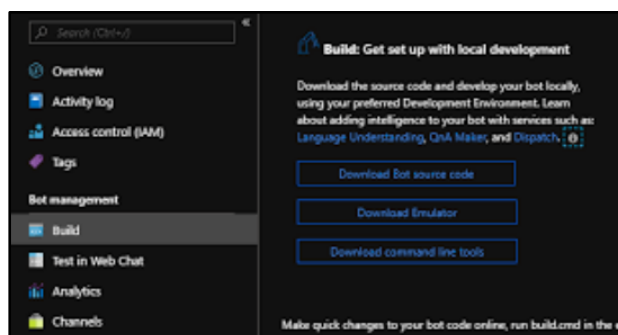 Search (Ctrl+/)
«
Overview
Activity log
Access control (IAM)
Tags
Bot management
Build
Test in Web Chat
Analytics
Channels
Build: Get set up with local development
Download the source code and develop your bot locally,
using your preferred Development Environment. Learn
about adding intelligence to your bot with services such as:
Language Understanding, QnA Maker, and Dispatch.
Download Bot source code
Download Emulator
Download command line tools
Make quick changes to your bot code online, run build.cmd in the